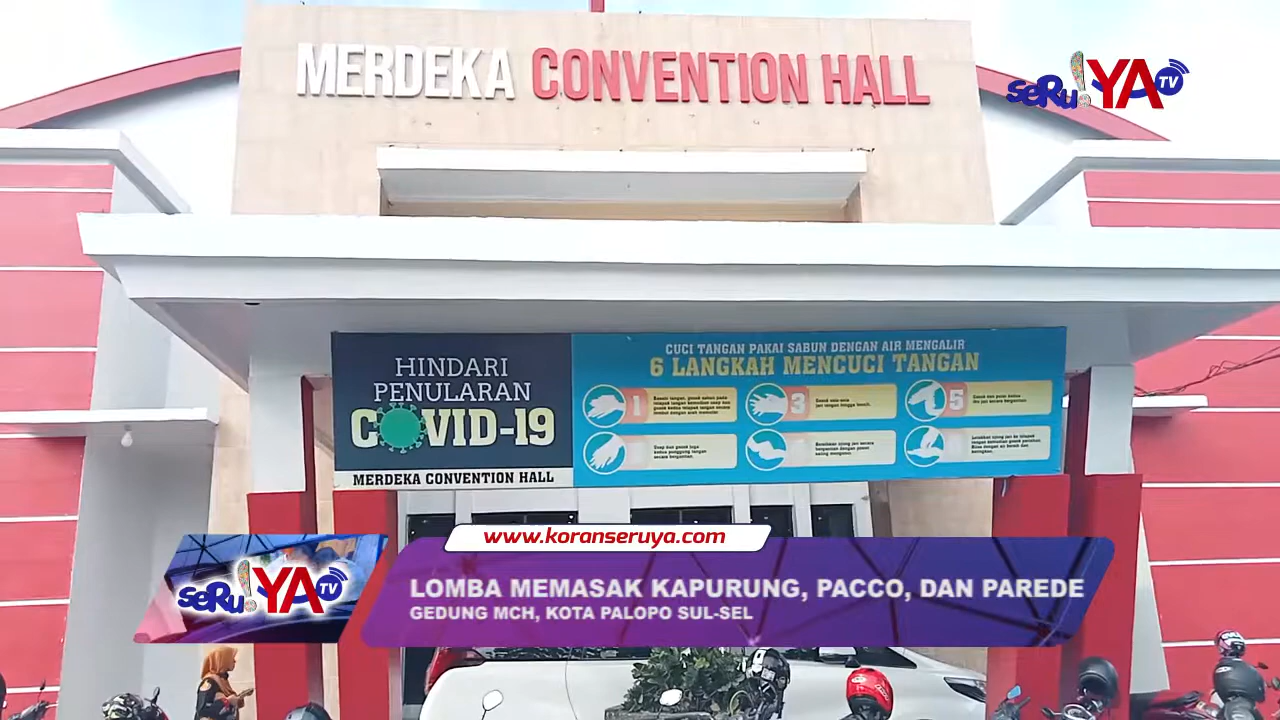 MERDEKA CONVENTION HALL
seRu!YA TV
HINDARI
PENULARAN
COVID-19
MERDEKA CONVENTION HALL
CUCI TANGAN PAKAI SABUN DENGAN AIR MENGALIR
6 LANGKAH MENCUCI TANGAN
1
3
5
www.koranseruya.com
seRu!YA TV
LOMBA MEMASAK KAPURUNG, PACCO, DAN PAREDE
GEDUNG MCH, KOTA PALOPO SUL-SEL